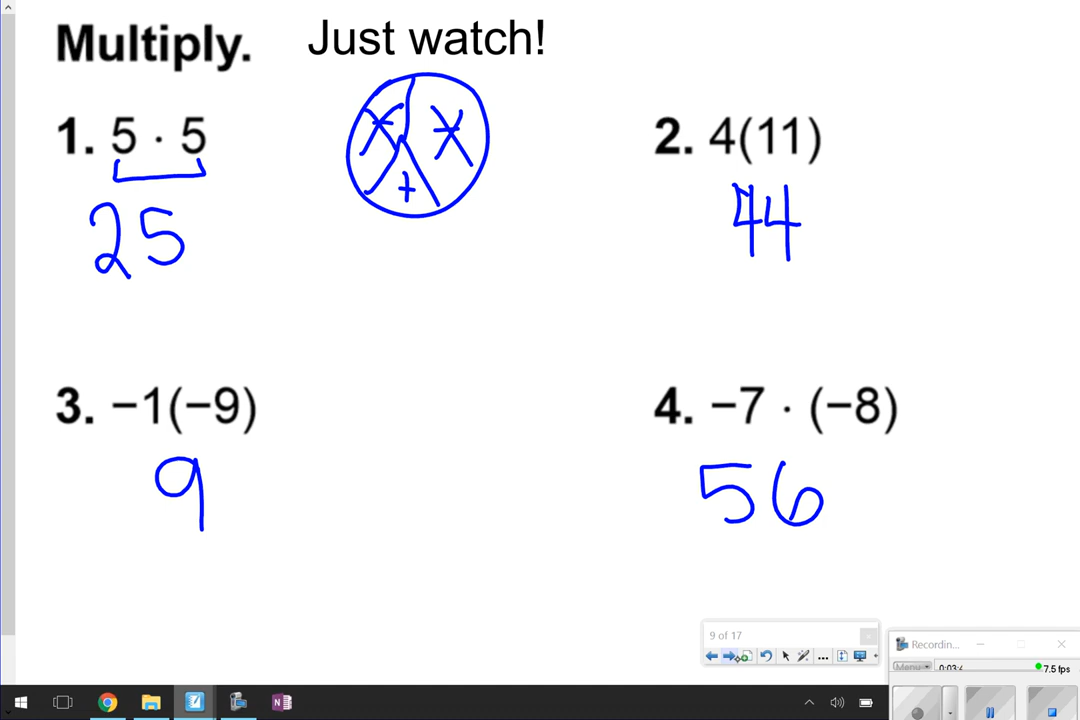 Multiply. Just watch!
1. 5 · 5
25
+
2. 4(11)
44
3. −1(−9)
9
4. −7 · (−8)
56
9 of 17
Recordin...
Menu
7.5 fps